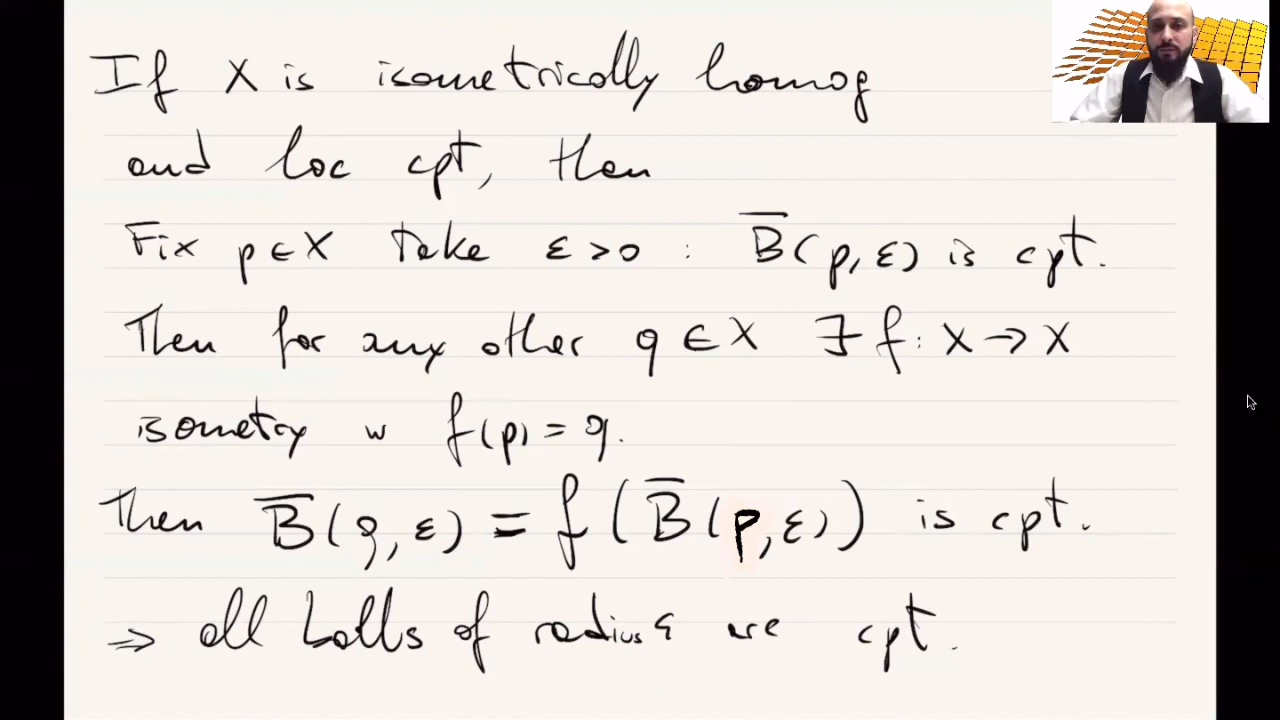 If X is isometrically homog
and loc cpt, then
Fix p ∈ X take ε > 0 : B̅(p, ε) is cpt.
Then for any other q ∈ X ∃ f: X → X
isometry w f(p) = q.
Then B̅(q, ε) = f(B̅(p, ε)) is cpt.
⇒ all balls of radius ε are cpt.